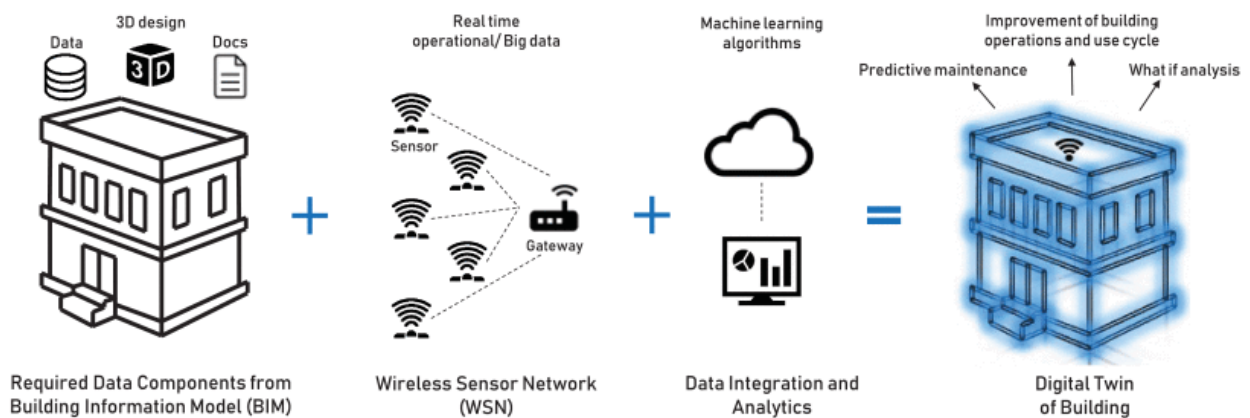 3D design
Data
Docs
3D
Required Data Components from
Building Information Model (BIM)
+
Real time
operational/ Big data
Sensor
Gateway
Wireless Sensor Network
(WSN)
+
Machine learning
algorithms
Data Integration and
Analytics
=
Improvement of building
operations and use cycle
Predictive maintenance
What if analysis
Digital Twin
of Building